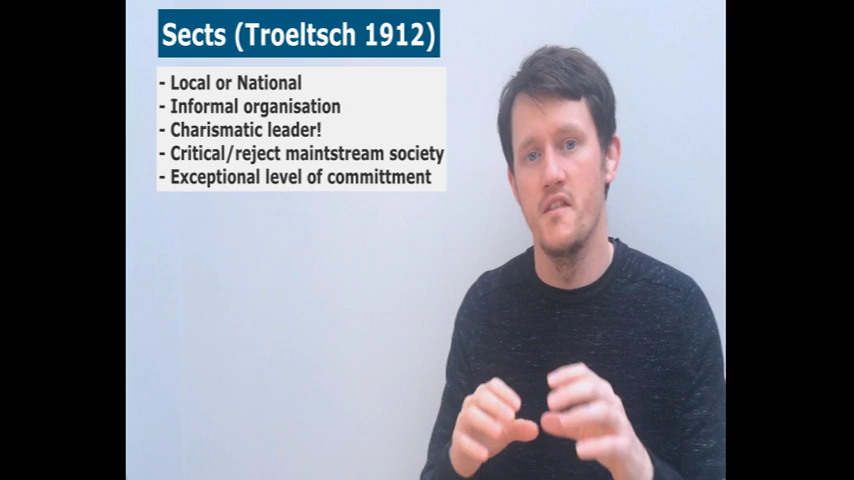 Sects (Troeltsch 1912)
- Local or National
- Informal organisation
- Charismatic leader!
- Critical/reject maintstream society
- Exceptional level of committment